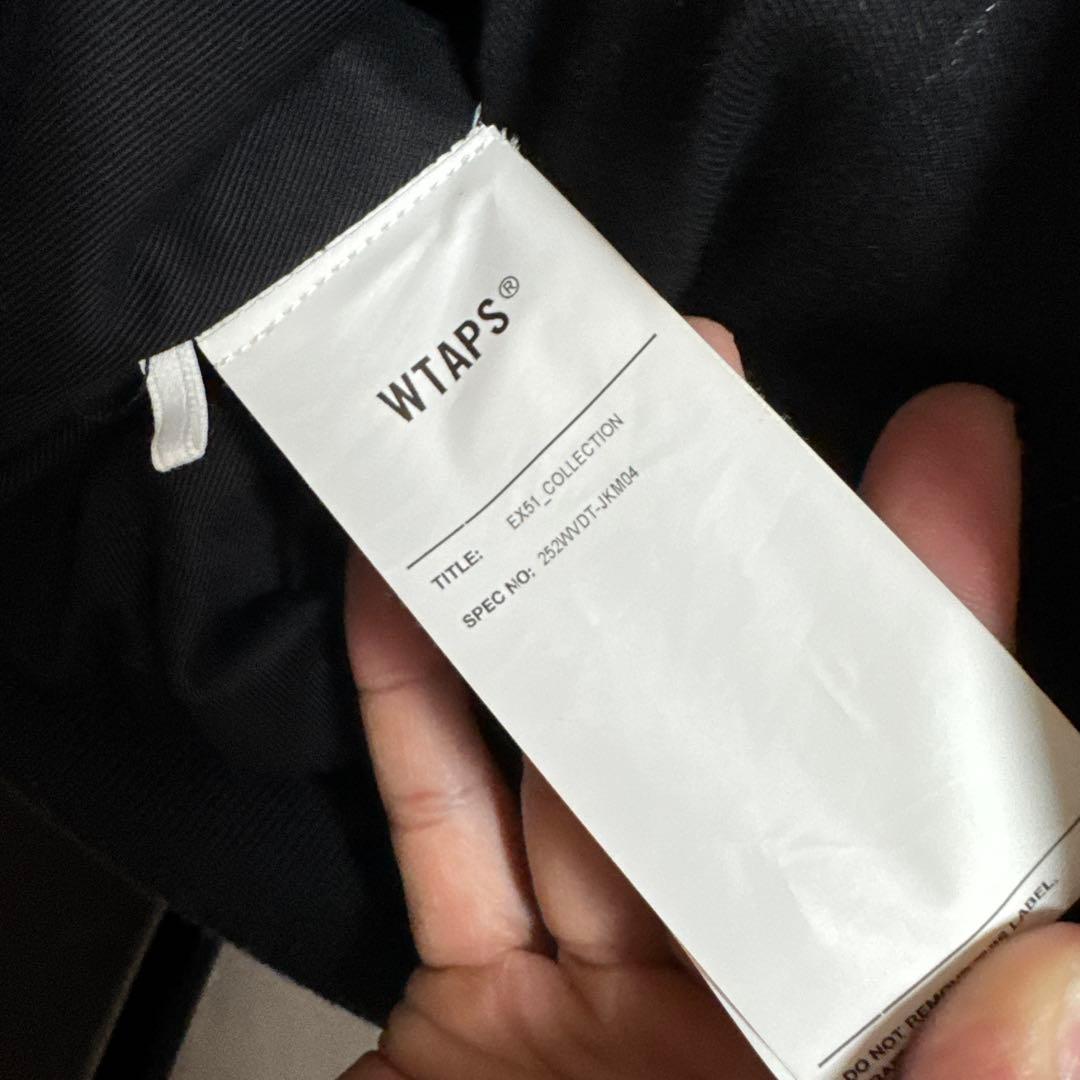 WTAPS®
TITLE: EX51_COLLECTION
SPEC NO: 252WVDT-JKM04
DO NOT REMOVE THIS LABEL.